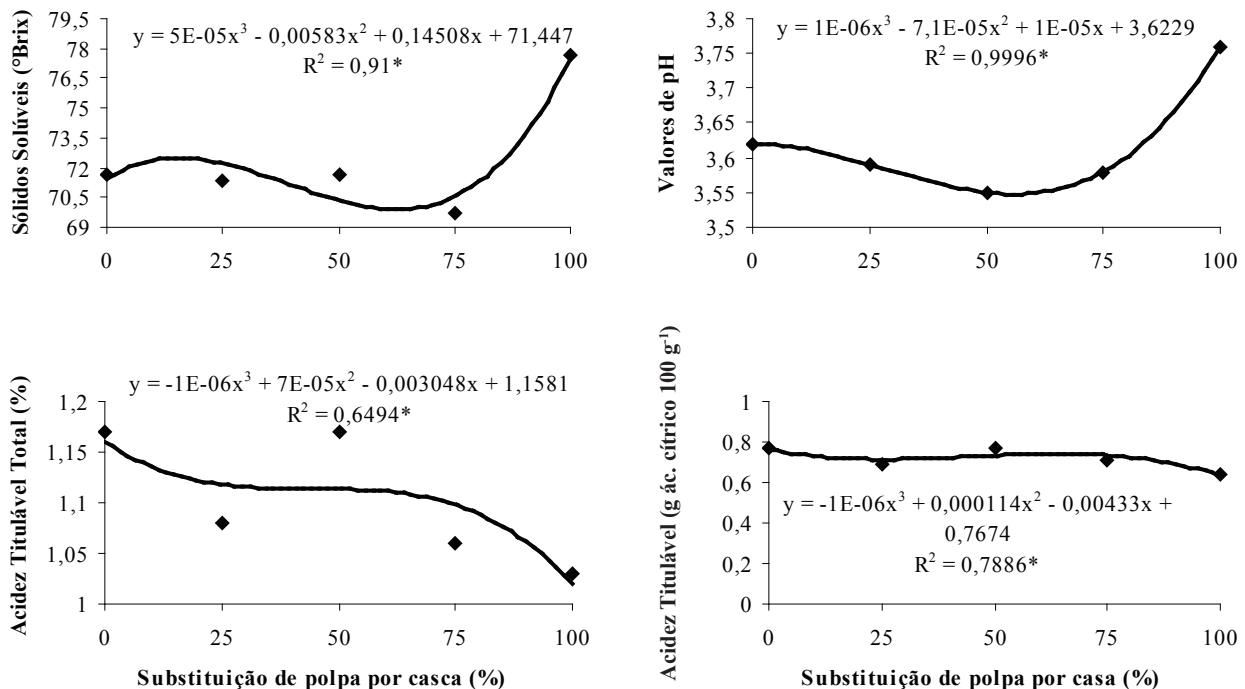 Sólidos Solúveis (ºBrix)
79,5
78
76,5
75
73,5
72
70,5
69
y = 5E-05x³ - 0,00583x² + 0,14508x + 71,447
R² = 0,91*
0 25 50 75 100
Valores de pH
3,8
3,75
3,7
3,65
3,6
3,55
3,5
y = 1E-06x³ - 7,1E-05x² + 1E-05x + 3,6229
R² = 0,9996*
0 25 50 75 100
Acidez Titulável Total (%)
1,2
1,15
1,1
1,05
1
y = -1E-06x³ + 7E-05x² - 0,003048x + 1,1581
R² = 0,6494*
0 25 50 75 100
Substituição de polpa por casca (%)
Acidez Titulável (g ác. cítrico 100 g⁻¹)
1
0,8
0,6
0,4
0,2
0
y = -1E-06x³ + 0,000114x² - 0,00433x +
0,7674
R² = 0,7886*
0 25 50 75 100
Substituição de polpa por casa (%)